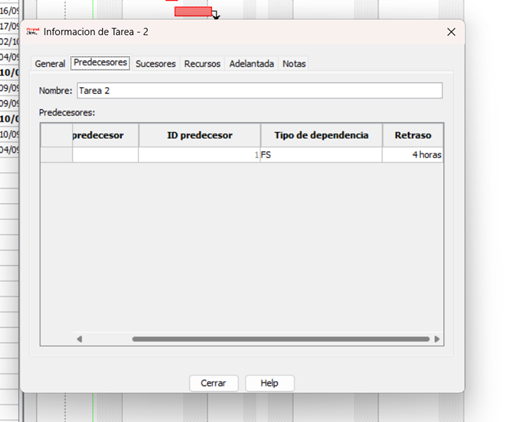 16/09
17/09
02/10
04/09
10/0
09/09
09/09
10/0
10/09
04/09
Informacion de Tarea - 2
General Predecesores Sucesores Recursos Adelantada Notas
Nombre: Tarea 2
Predecesores:
predecesor ID predecesor Tipo de dependencia Retraso
1 FS 4 horas
Cerrar Help